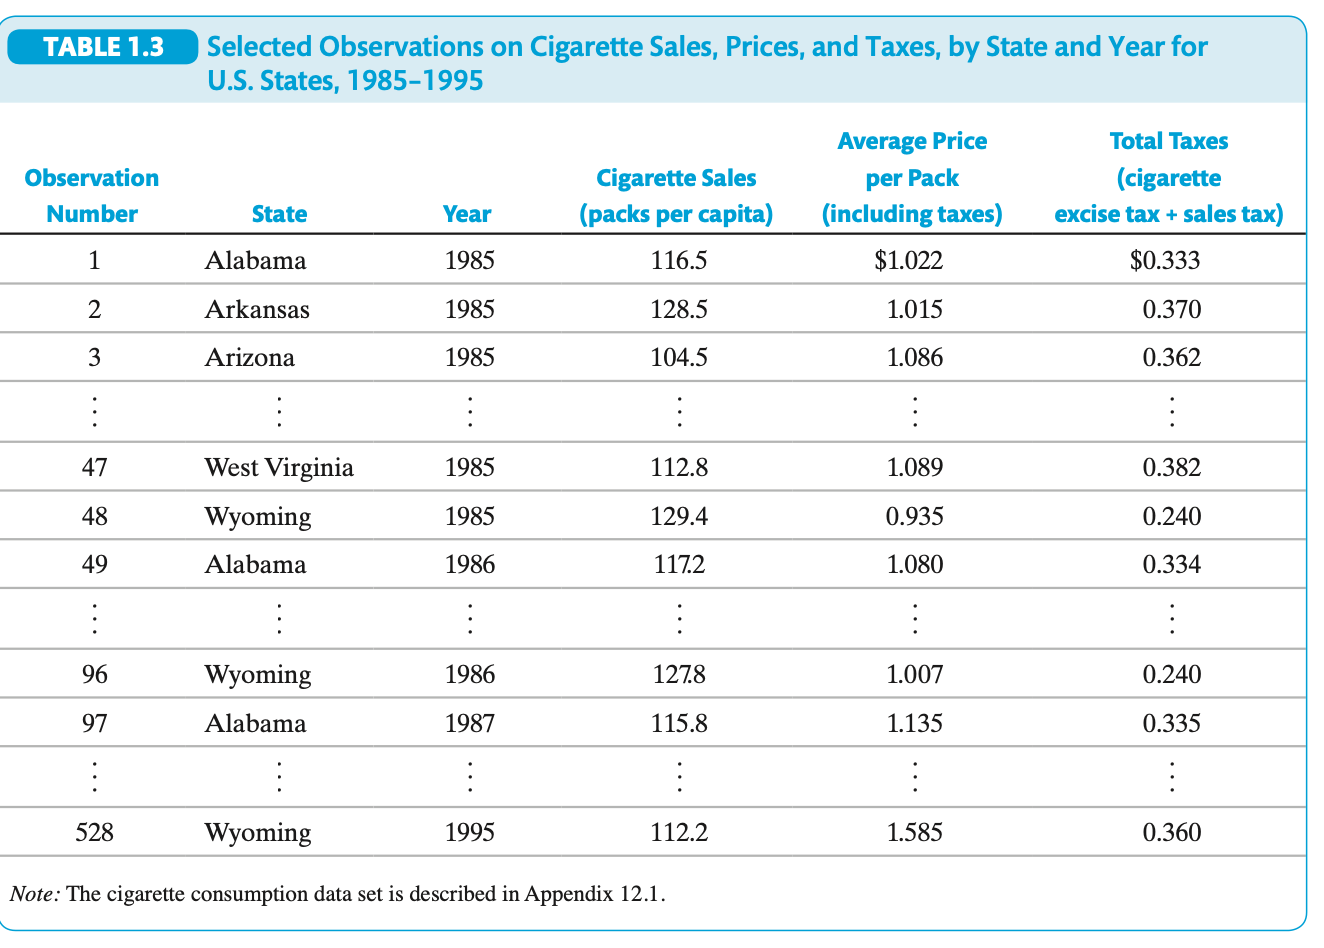 TABLE 1.3 Selected Observations on Cigarette Sales, Prices, and Taxes, by State and Year for
U.S. States, 1985–1995
Average Price Total Taxes
Observation Cigarette Sales per Pack (cigarette
Number State Year (packs per capita) (including taxes) excise tax + sales tax)
1 Alabama 1985 116.5 $1.022 $0.333
2 Arkansas 1985 128.5 1.015 0.370
3 Arizona 1985 104.5 1.086 0.362
⋮ ⋮ ⋮ ⋮ ⋮ ⋮
47 West Virginia 1985 112.8 1.089 0.382
48 Wyoming 1985 129.4 0.935 0.240
49 Alabama 1986 117.2 1.080 0.334
⋮ ⋮ ⋮ ⋮ ⋮ ⋮
96 Wyoming 1986 127.8 1.007 0.240
97 Alabama 1987 115.8 1.135 0.335
⋮ ⋮ ⋮ ⋮ ⋮ ⋮
528 Wyoming 1995 112.2 1.585 0.360
Note: The cigarette consumption data set is described in Appendix 12.1.